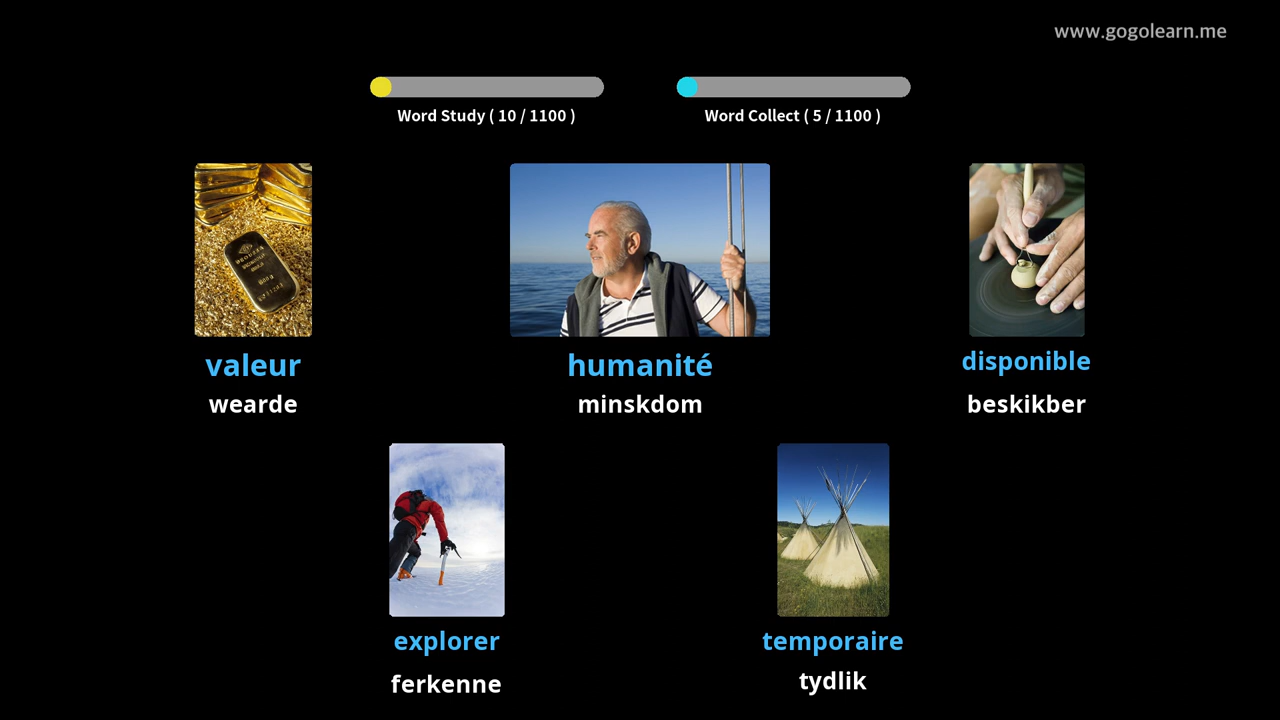 www.gogolearn.me
Word Study ( 10 / 1100 )
Word Collect ( 5 / 1100 )
valeur
humanité
disponible
wearde
minskdom
beskikber
explorer
temporaire
ferkenne
tydlik